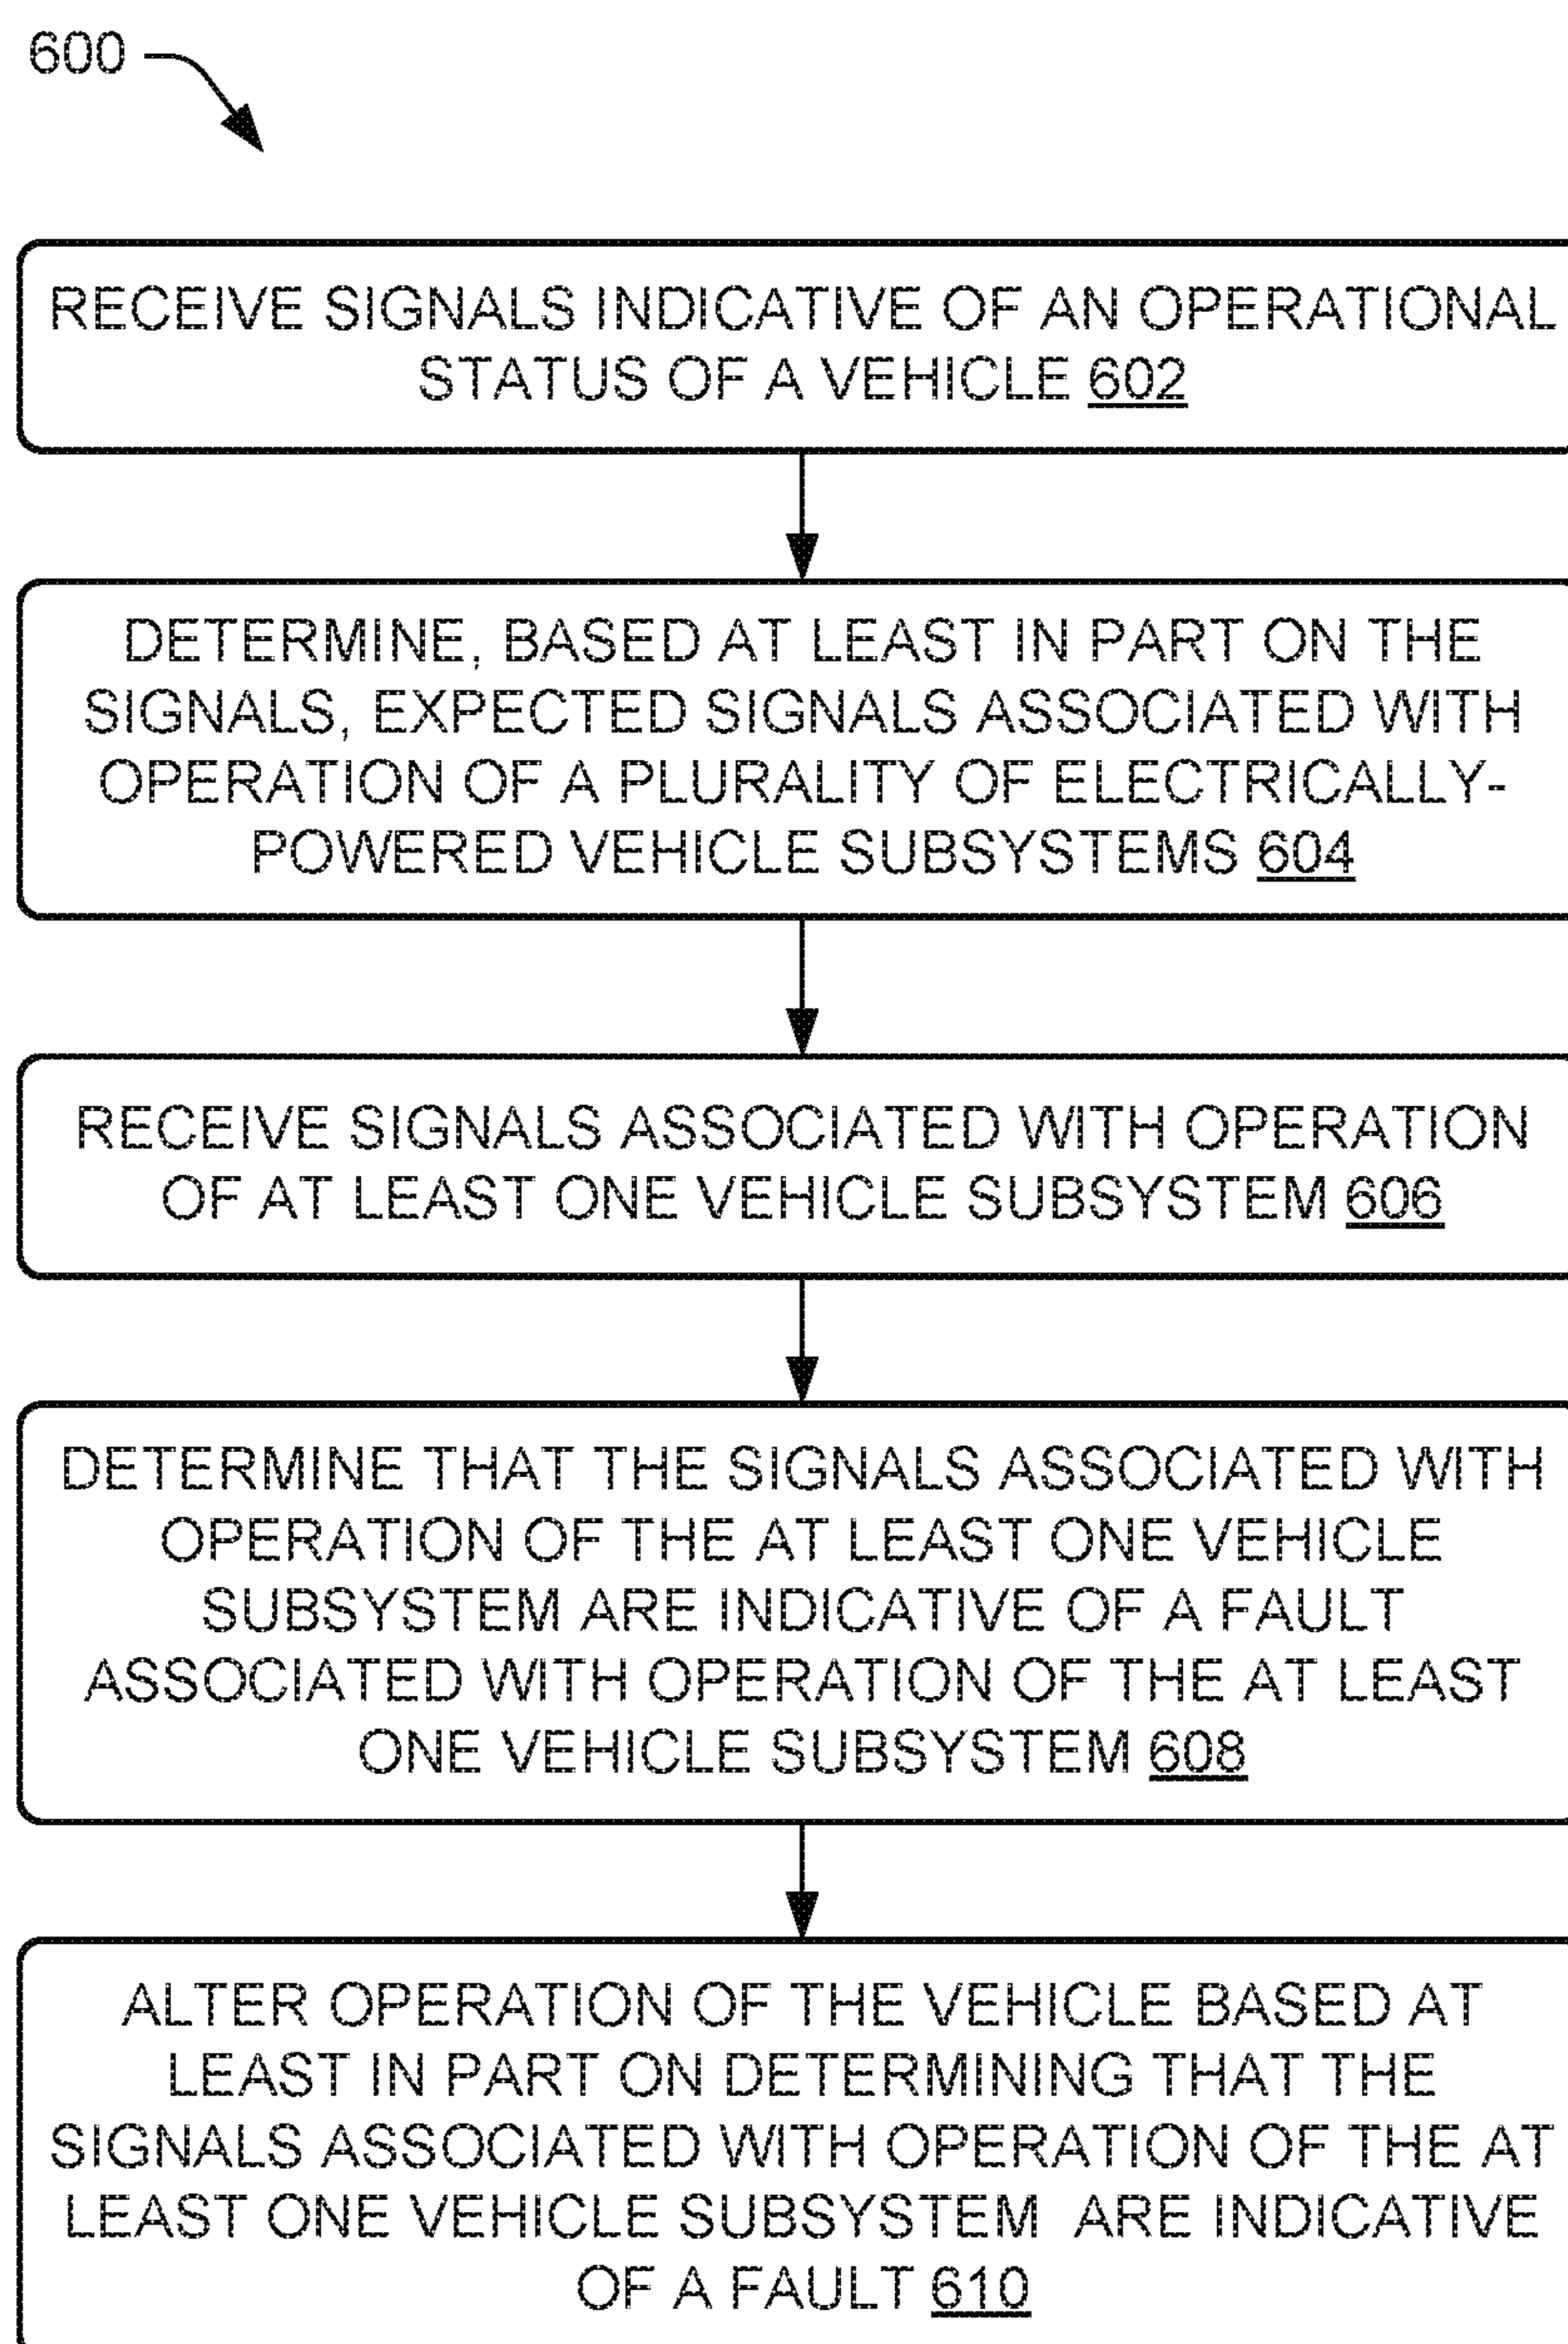 600
RECEIVE SIGNALS INDICATIVE OF AN OPERATIONAL
STATUS OF A VEHICLE 602
DETERMINE, BASED AT LEAST IN PART ON THE
SIGNALS, EXPECTED SIGNALS ASSOCIATED WITH
OPERATION OF A PLURALITY OF ELECTRICALLY-
POWERED VEHICLE SUBSYSTEMS 604
RECEIVE SIGNALS ASSOCIATED WITH OPERATION
OF AT LEAST ONE VEHICLE SUBSYSTEM 606
DETERMINE THAT THE SIGNALS ASSOCIATED WITH
OPERATION OF THE AT LEAST ONE VEHICLE
SUBSYSTEM ARE INDICATIVE OF A FAULT
ASSOCIATED WITH OPERATION OF THE AT LEAST
ONE VEHICLE SUBSYSTEM 608
ALTER OPERATION OF THE VEHICLE BASED AT
LEAST IN PART ON DETERMINING THAT THE
SIGNALS ASSOCIATED WITH OPERATION OF THE AT
LEAST ONE VEHICLE SUBSYSTEM ARE INDICATIVE
OF A FAULT 610